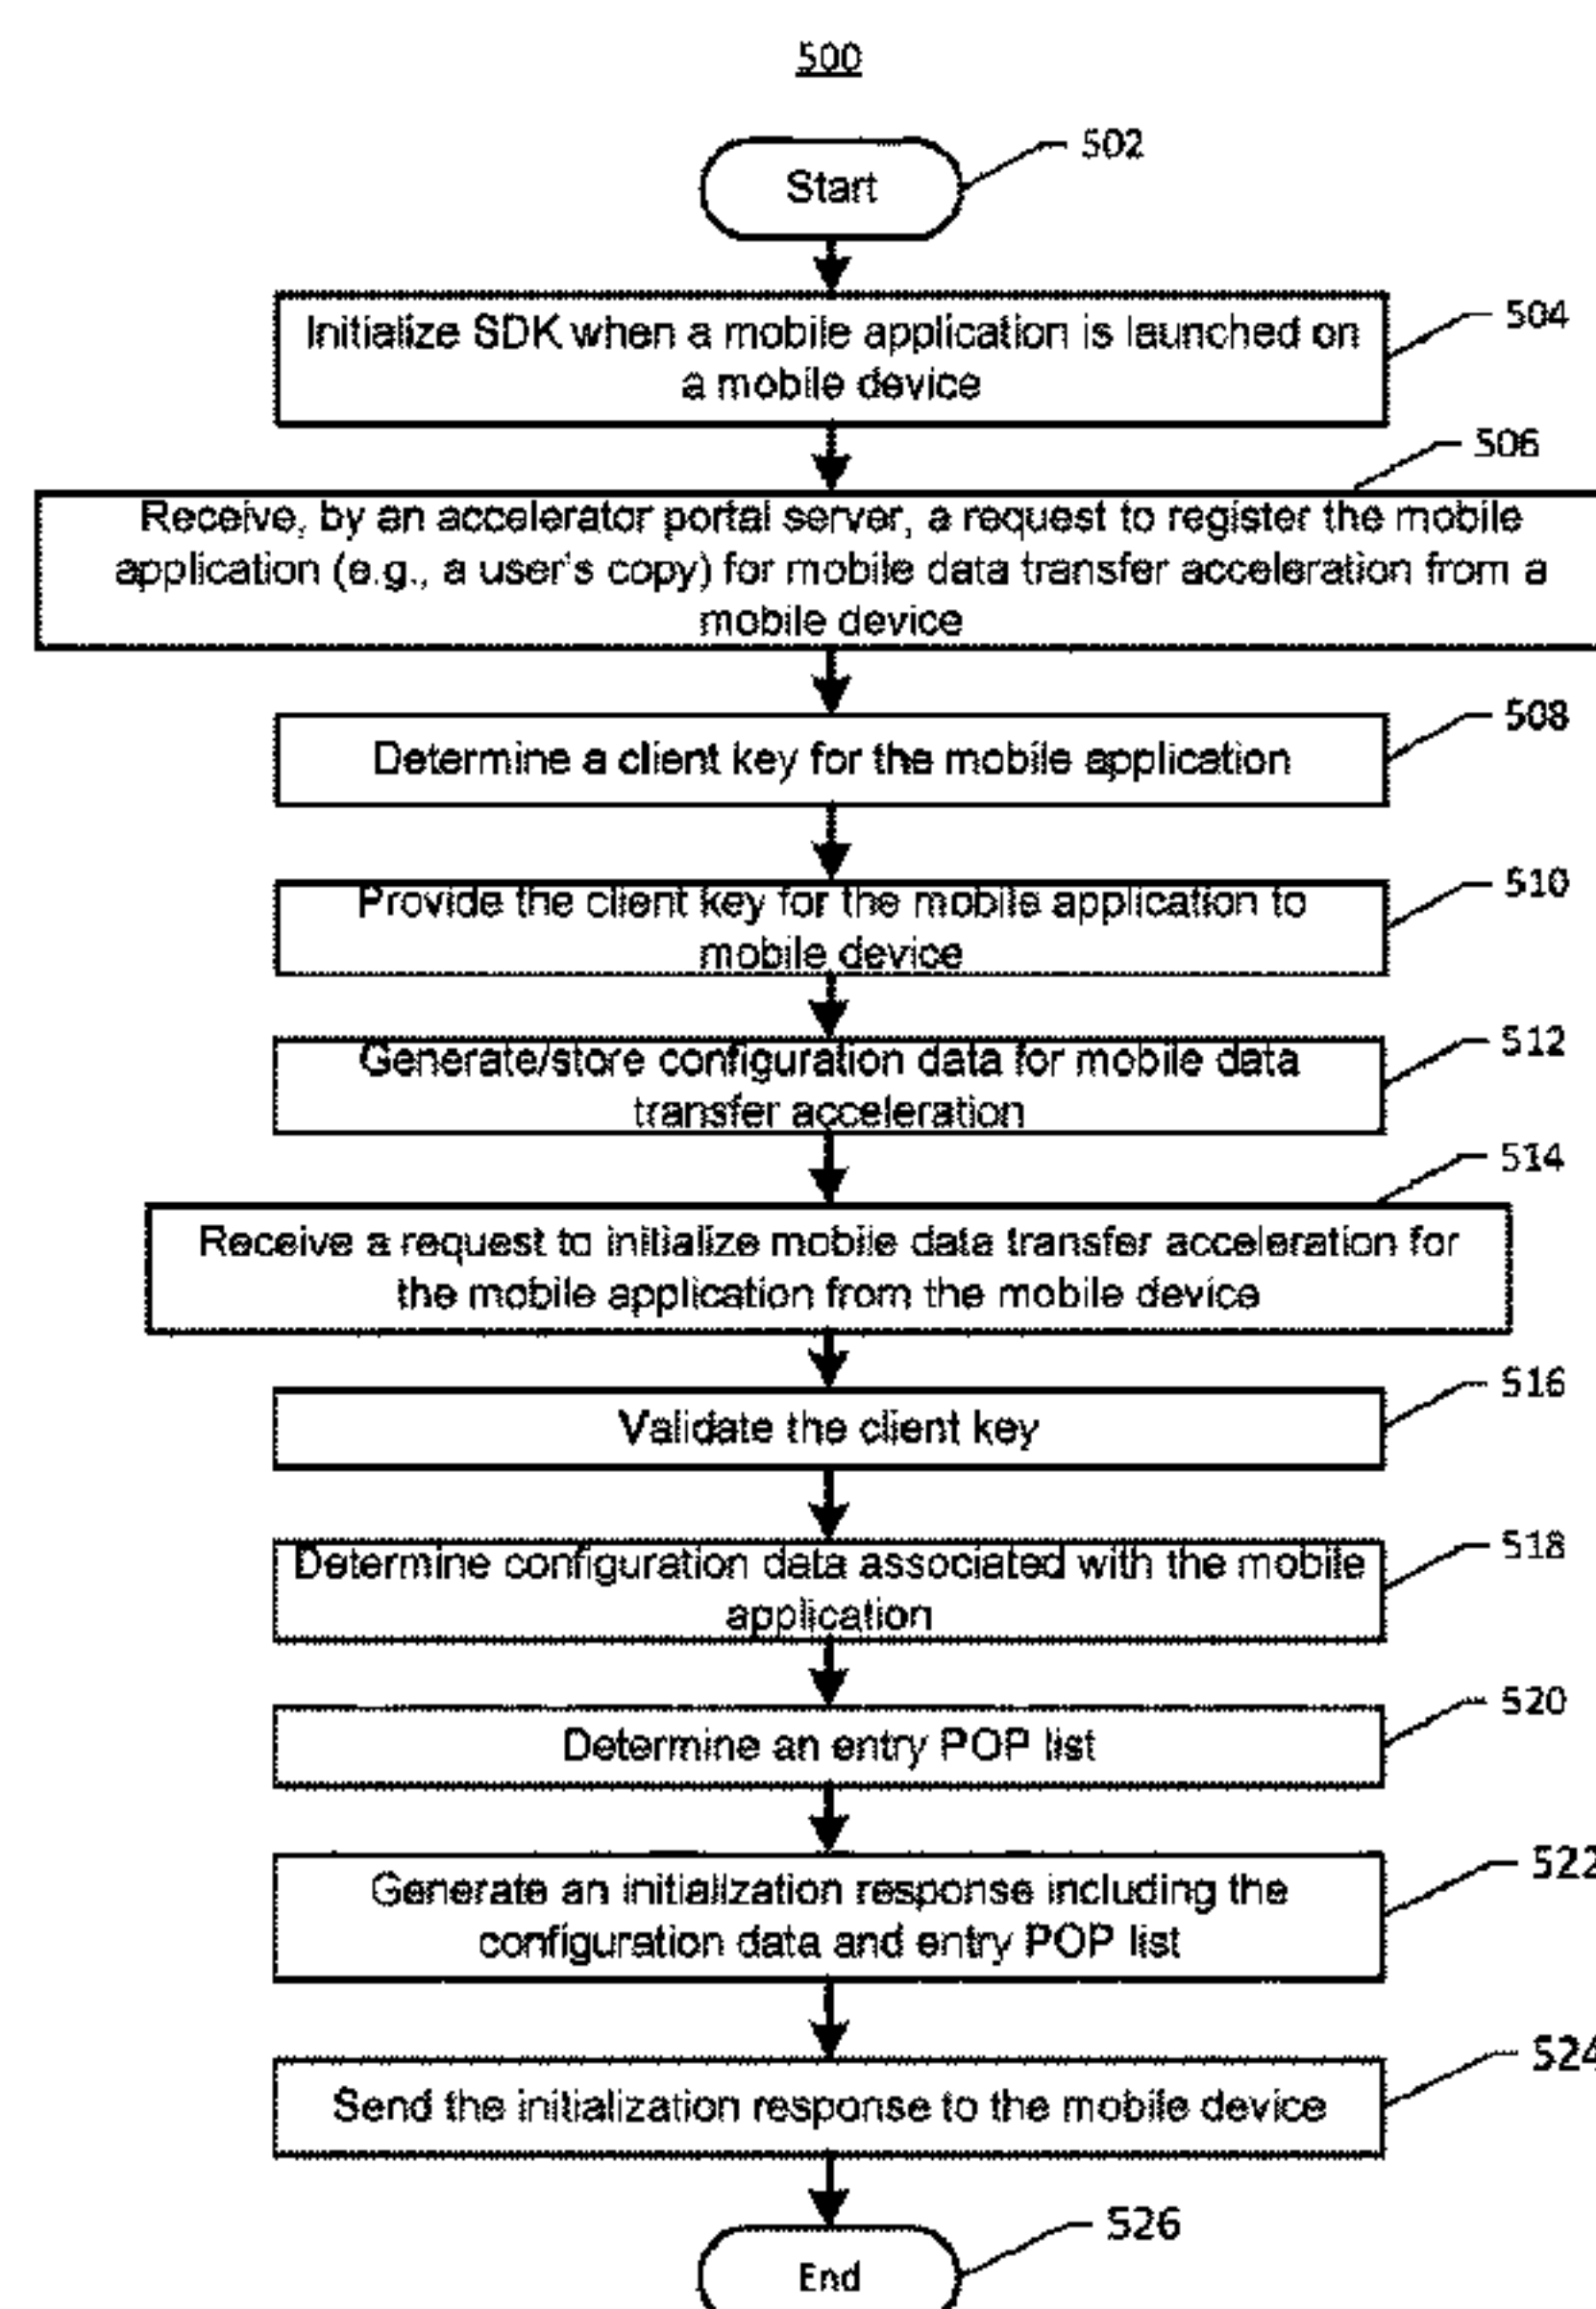 500
Start
502
Initialize SDK when a mobile application is launched on
a mobile device
504
506
Receive, by an accelerator portal server, a request to register the mobile
application (e.g., a user's copy) for mobile data transfer acceleration from a
mobile device
Determine a client key for the mobile application
508
Provide the client key for the mobile application to
mobile device
510
Generate/store configuration data for mobile data
transfer acceleration
512
514
Receive a request to initialize mobile data transfer acceleration for
the mobile application from the mobile device
Validate the client key
516
Determine configuration data associated with the mobile
application
518
Determine an entry POP list
520
Generate an initialization response including the
configuration data and entry POP list
522
Send the initialization response to the mobile device
524
End
526